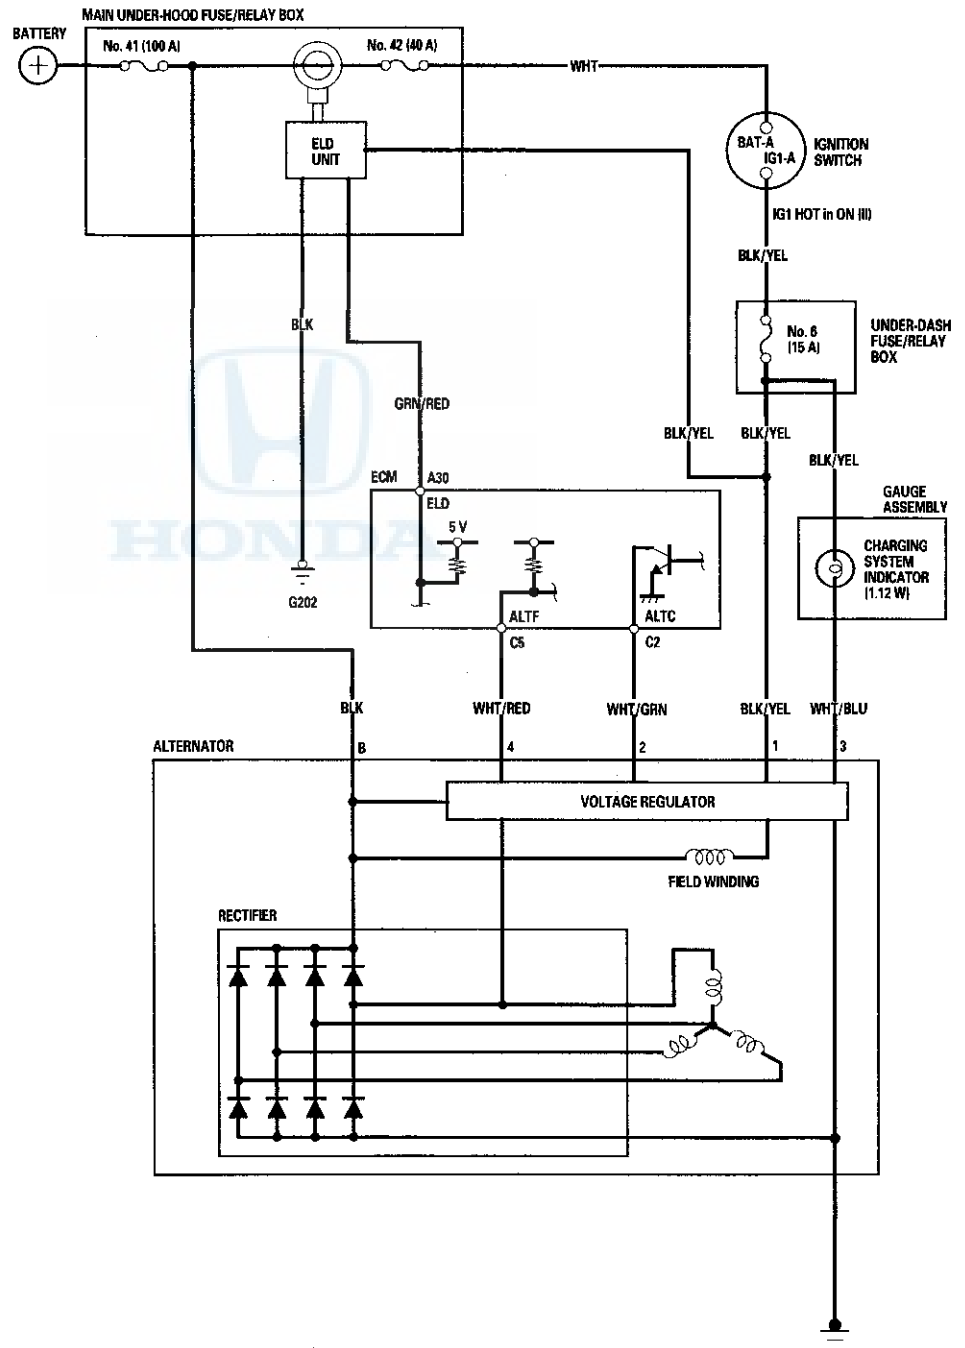 MAIN UNDER-HOOD FUSE/RELAY BOX
BATTERY
No. 41 (100 A)
No. 42 (40 A)
WHT
ELD
UNIT
BAT-A
IG1-A
IGNITION
SWITCH
IG1 HOT in ON (II)
BLK/YEL
BLK
No. 6
(15 A)
UNDER-DASH
FUSE/RELAY
BOX
GRN/RED
BLK/YEL
BLK/YEL
BLK/YEL
ECM
A30
ELD
GAUGE
ASSEMBLY
5 V
HONDA
CHARGING
SYSTEM
INDICATOR
(1.12 W)
G202
ALTF
ALTC
C5
C2
BLK
WHT/RED
WHT/GRN
BLK/YEL
WHT/BLU
ALTERNATOR
B
4
2
1
3
VOLTAGE REGULATOR
FIELD WINDING
RECTIFIER